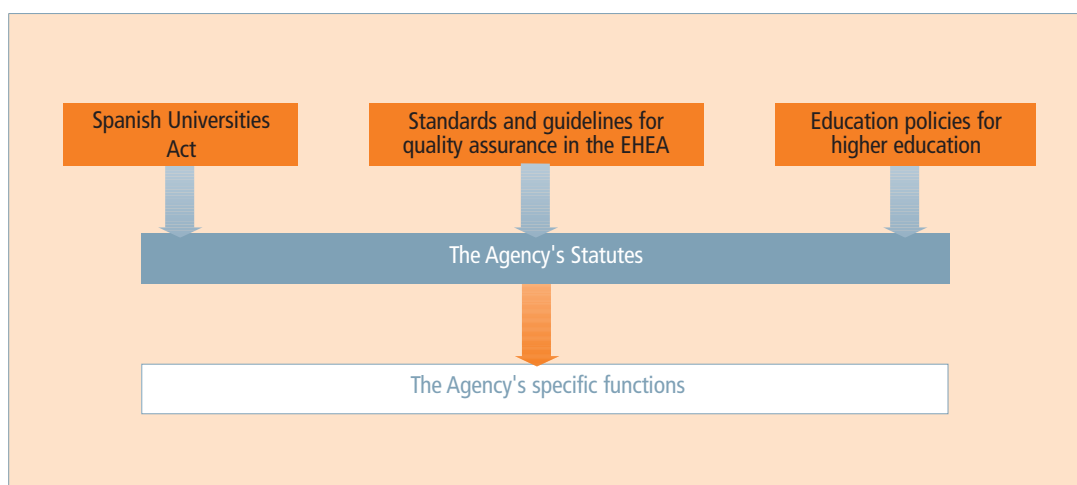 Spanish Universities
Act
Standards and guidelines for
quality assurance in the EHEA
Education policies for
higher education
The Agency's Statutes
The Agency's specific functions